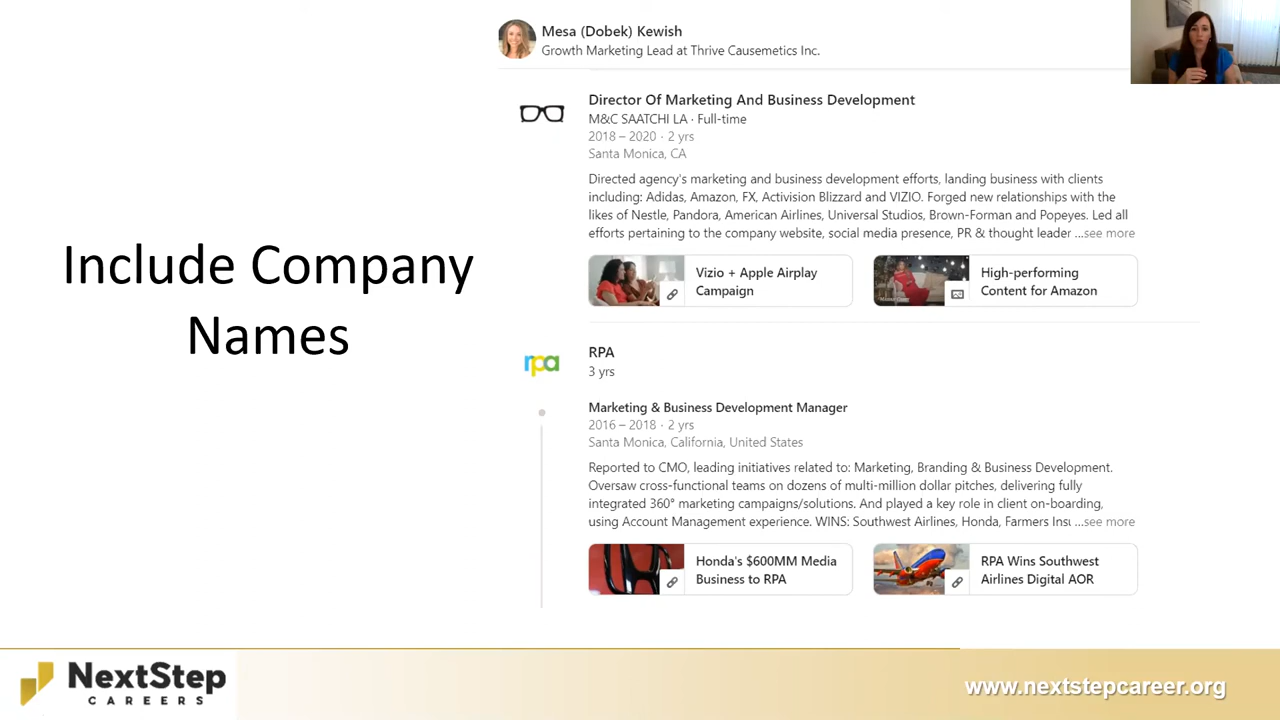 Mesa (Dobek) Kewish
Growth Marketing Lead at Thrive Causemetics Inc.
Include Company
Names
Director Of Marketing And Business Development
M&C SAATCHI LA · Full-time
2018 – 2020 · 2 yrs
Santa Monica, CA
Directed agency's marketing and business development efforts, landing business with clients
including: Adidas, Amazon, FX, Activision Blizzard and VIZIO. Forged new relationships with the
likes of Nestle, Pandora, American Airlines, Universal Studios, Brown-Forman and Popeyes. Led all
efforts pertaining to the company website, social media presence, PR & thought leader ...see more
Vizio + Apple Airplay
Campaign
High-performing
Content for Amazon
rpa
RPA
3 yrs
Marketing & Business Development Manager
2016 – 2018 · 2 yrs
Santa Monica, California, United States
Reported to CMO, leading initiatives related to: Marketing, Branding & Business Development.
Oversaw cross-functional teams on dozens of multi-million dollar pitches, delivering fully
integrated 360° marketing campaigns/solutions. And played a key role in client on-boarding,
using Account Management experience. WINS: Southwest Airlines, Honda, Farmers Insu ...see more
Honda's $600MM Media
Business to RPA
RPA Wins Southwest
Airlines Digital AOR
NextStep
CAREERS
www.nextstepcareer.org